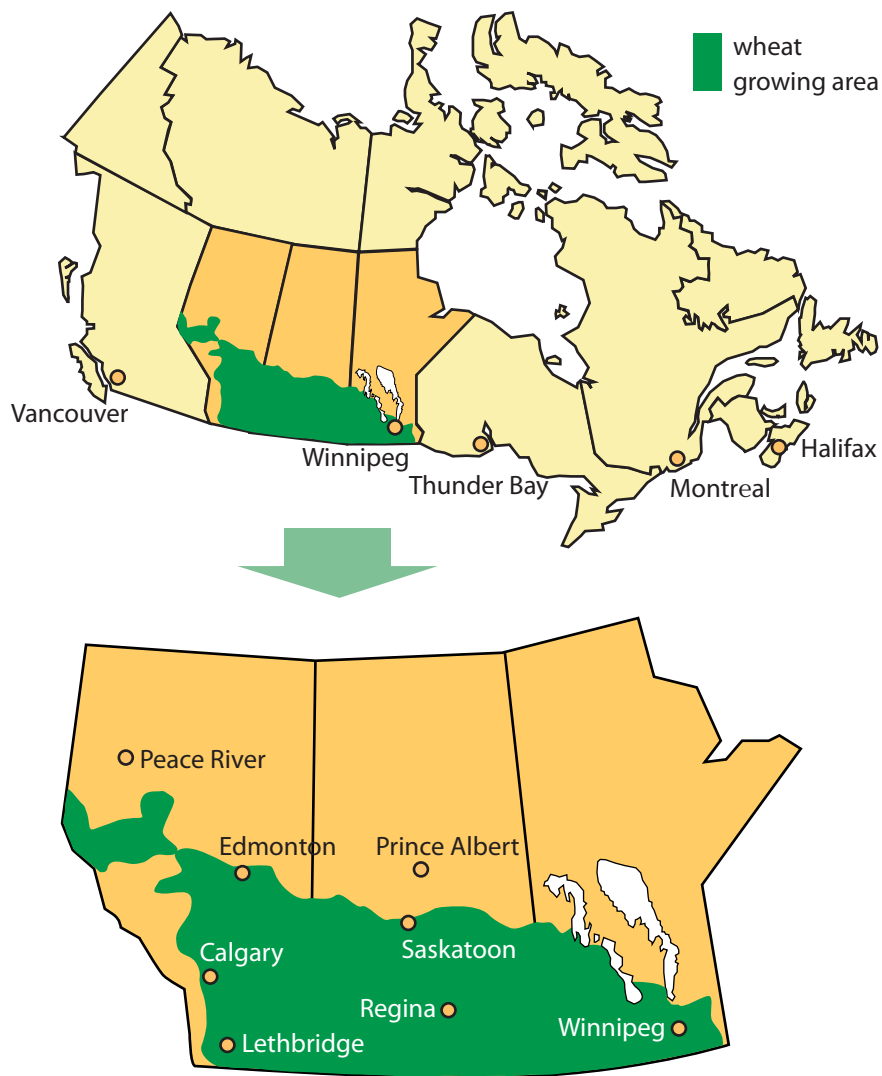 wheat
growing area
Vancouver
Winnipeg
Thunder Bay
Montreal
Halifax
Peace River
Edmonton
Prince Albert
Calgary
Saskatoon
Regina
Winnipeg
Lethbridge